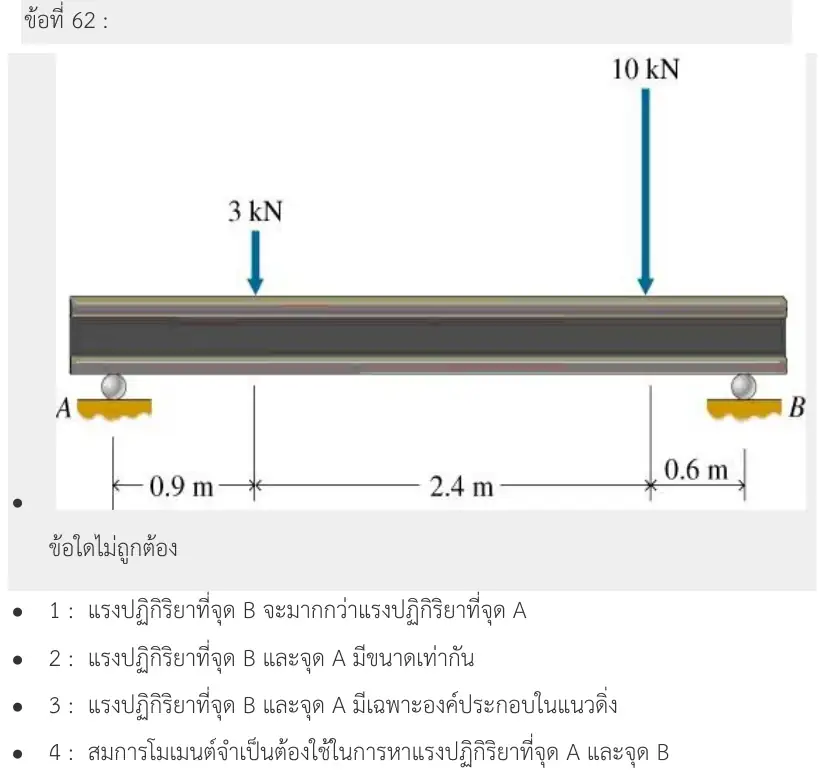 ข้อที่ 62 :
10 kN
3 kN
A
B
0.9 m
2.4 m
0.6 m
ข้อใดไม่ถูกต้อง
1 : แรงปฏิกิริยาที่จุด B จะมากกว่าแรงปฏิกิริยาที่จุด A
2 : แรงปฏิกิริยาที่จุด B และจุด A มีขนาดเท่ากัน
3 : แรงปฏิกิริยาที่จุด B และจุด A มีเฉพาะองค์ประกอบในแนวดิ่ง
4 : สมการโมเมนต์จำเป็นต้องใช้ในการหาแรงปฏิกิริยาที่จุด A และจุด B